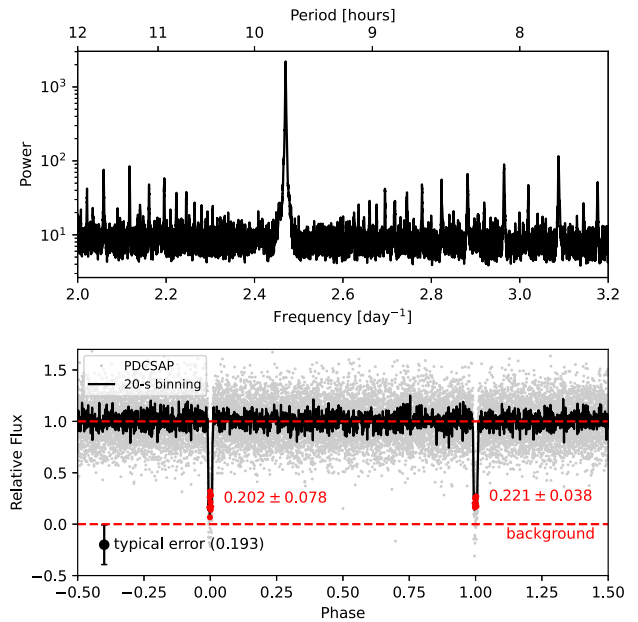 Period [hours]
12 11 10 9 8
Power
10³
10²
10¹
2.0 2.2 2.4 2.6 2.8 3.0 3.2
Frequency [day⁻¹]
Relative Flux
1.5
1.0
0.5
0.0
−0.5
PDCSAP
20-s binning
0.202 ± 0.078
0.221 ± 0.038
background
typical error (0.193)
−0.50 −0.25 0.00 0.25 0.50 0.75 1.00 1.25 1.50
Phase